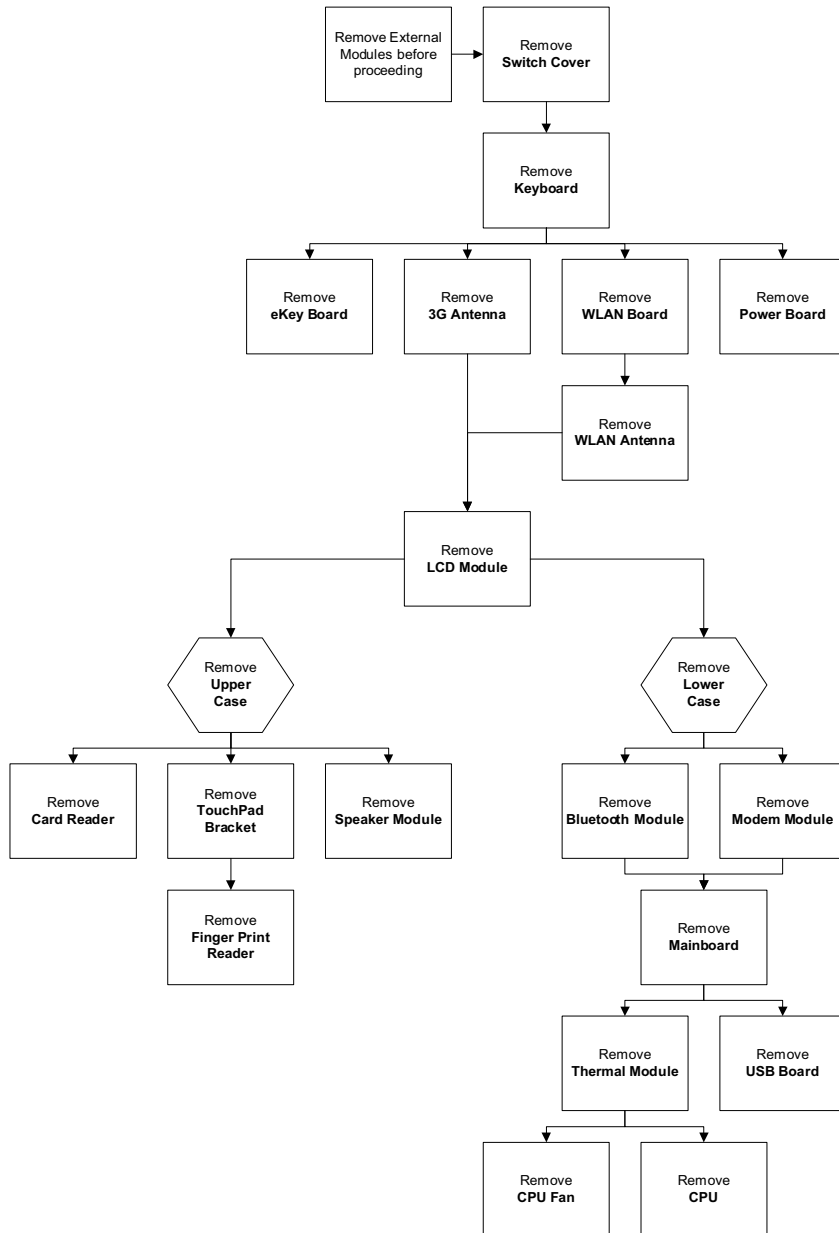 Remove External
Modules before
proceeding
Remove
Switch Cover
Remove
Keyboard
Remove
eKey Board
Remove
3G Antenna
Remove
WLAN Board
Remove
Power Board
Remove
WLAN Antenna
Remove
LCD Module
Remove
Upper
Case
Remove
Lower
Case
Remove
Card Reader
Remove
TouchPad
Bracket
Remove
Speaker Module
Remove
Bluetooth Module
Remove
Modem Module
Remove
Finger Print
Reader
Remove
Mainboard
Remove
Thermal Module
Remove
USB Board
Remove
CPU Fan
Remove
CPU